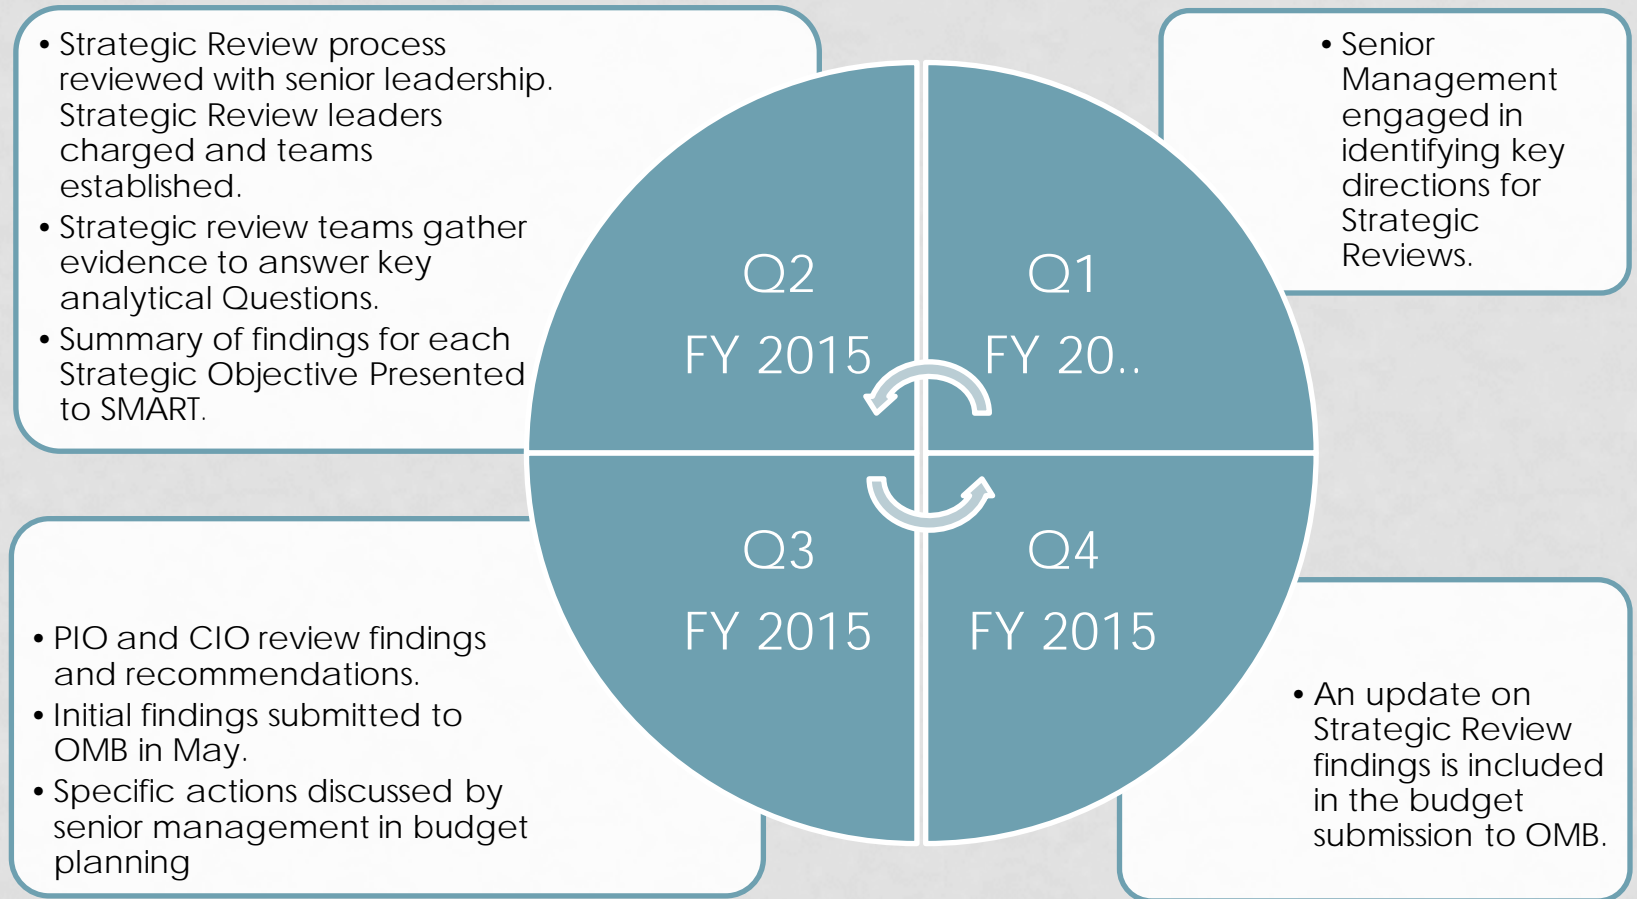 • Strategic Review process
reviewed with senior leadership.
Strategic Review leaders
charged and teams
established.
• Strategic review teams gather
evidence to answer key
analytical Questions.
• Summary of findings for each
Strategic Objective Presented
to SMART.
• Senior
Management
engaged in
identifying key
directions for
Strategic
Reviews.
Q2
FY 2015
Q1
FY 20..
Q3
FY 2015
Q4
FY 2015
• PIO and CIO review findings
and recommendations.
• Initial findings submitted to
OMB in May.
• Specific actions discussed by
senior management in budget
planning
• An update on
Strategic Review
findings is included
in the budget
submission to OMB.